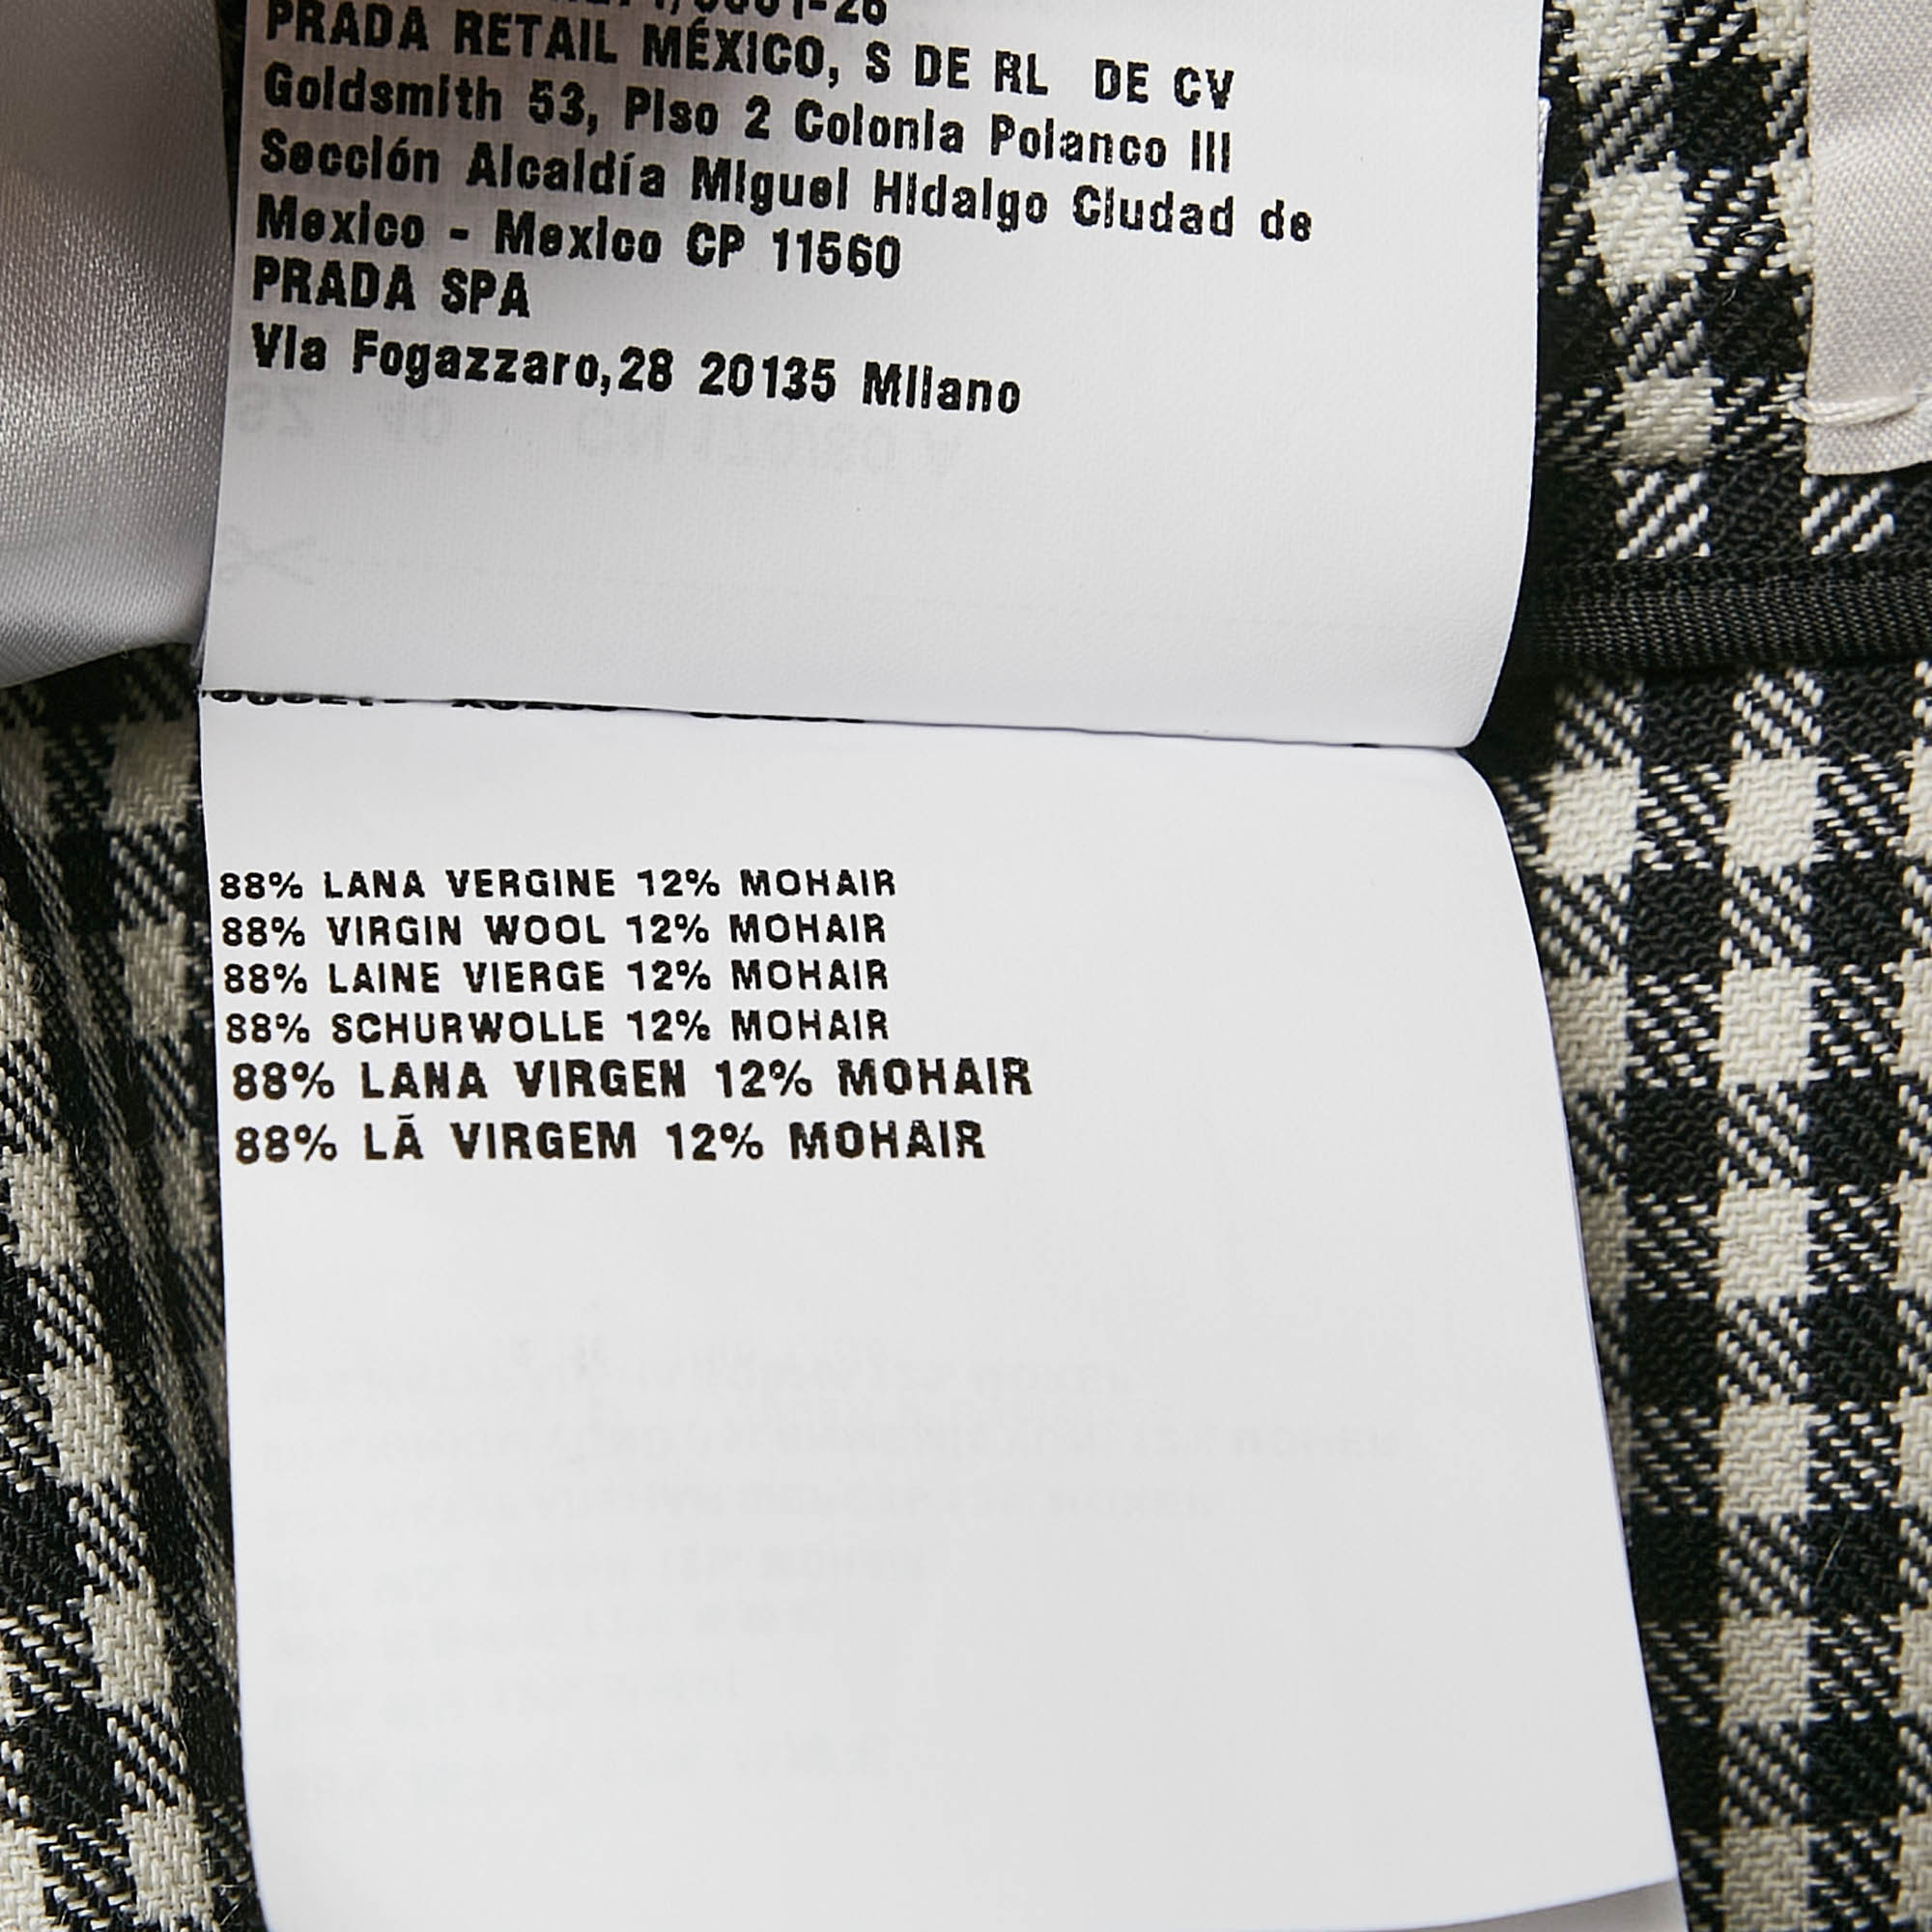 PRADA RETAIL MÉXICO, S DE RL DE CV
Goldsmith 53, Piso 2 Colonia Polanco III
Sección Alcaldía Miguel Hidalgo Ciudad de
Mexico - Mexico CP 11560
PRADA SPA
Via Fogazzaro,28 20135 Milano
88% LANA VERGINE 12% MOHAIR
88% VIRGIN WOOL 12% MOHAIR
88% LAINE VIERGE 12% MOHAIR
88% SCHURWOLLE 12% MOHAIR
88% LANA VIRGEN 12% MOHAIR
88% LÃ VIRGEM 12% MOHAIR